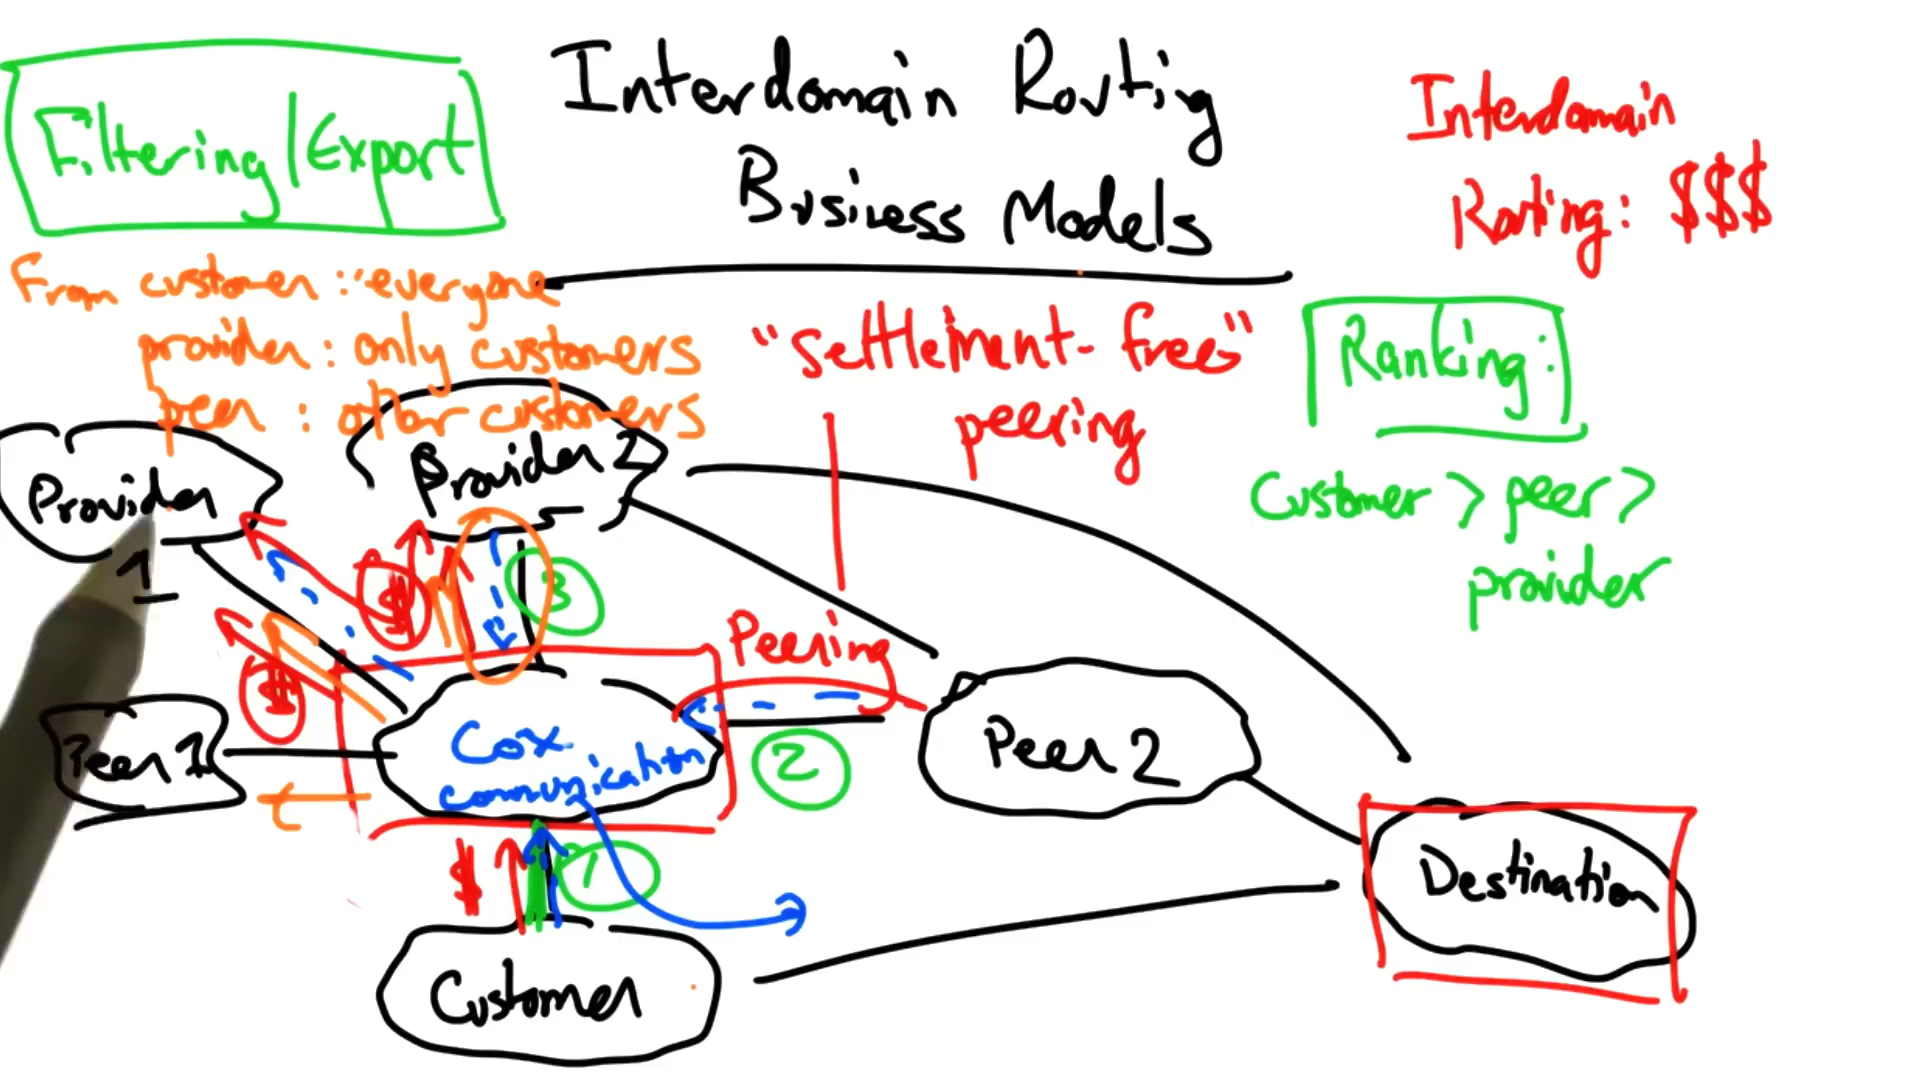 Interdomain Routing
Business Models
Filtering/Export
Interdomain
Routing: $$$
From customer: everyone
provider: only customers
peer: other customers
"settlement-free"
peering
Ranking:
Customer > peer >
provider
Provider
1
Provider 2
$
3
Peering
$
Peer 1
Cox
communication
2
Peer 2
$
1
Destination
Customer